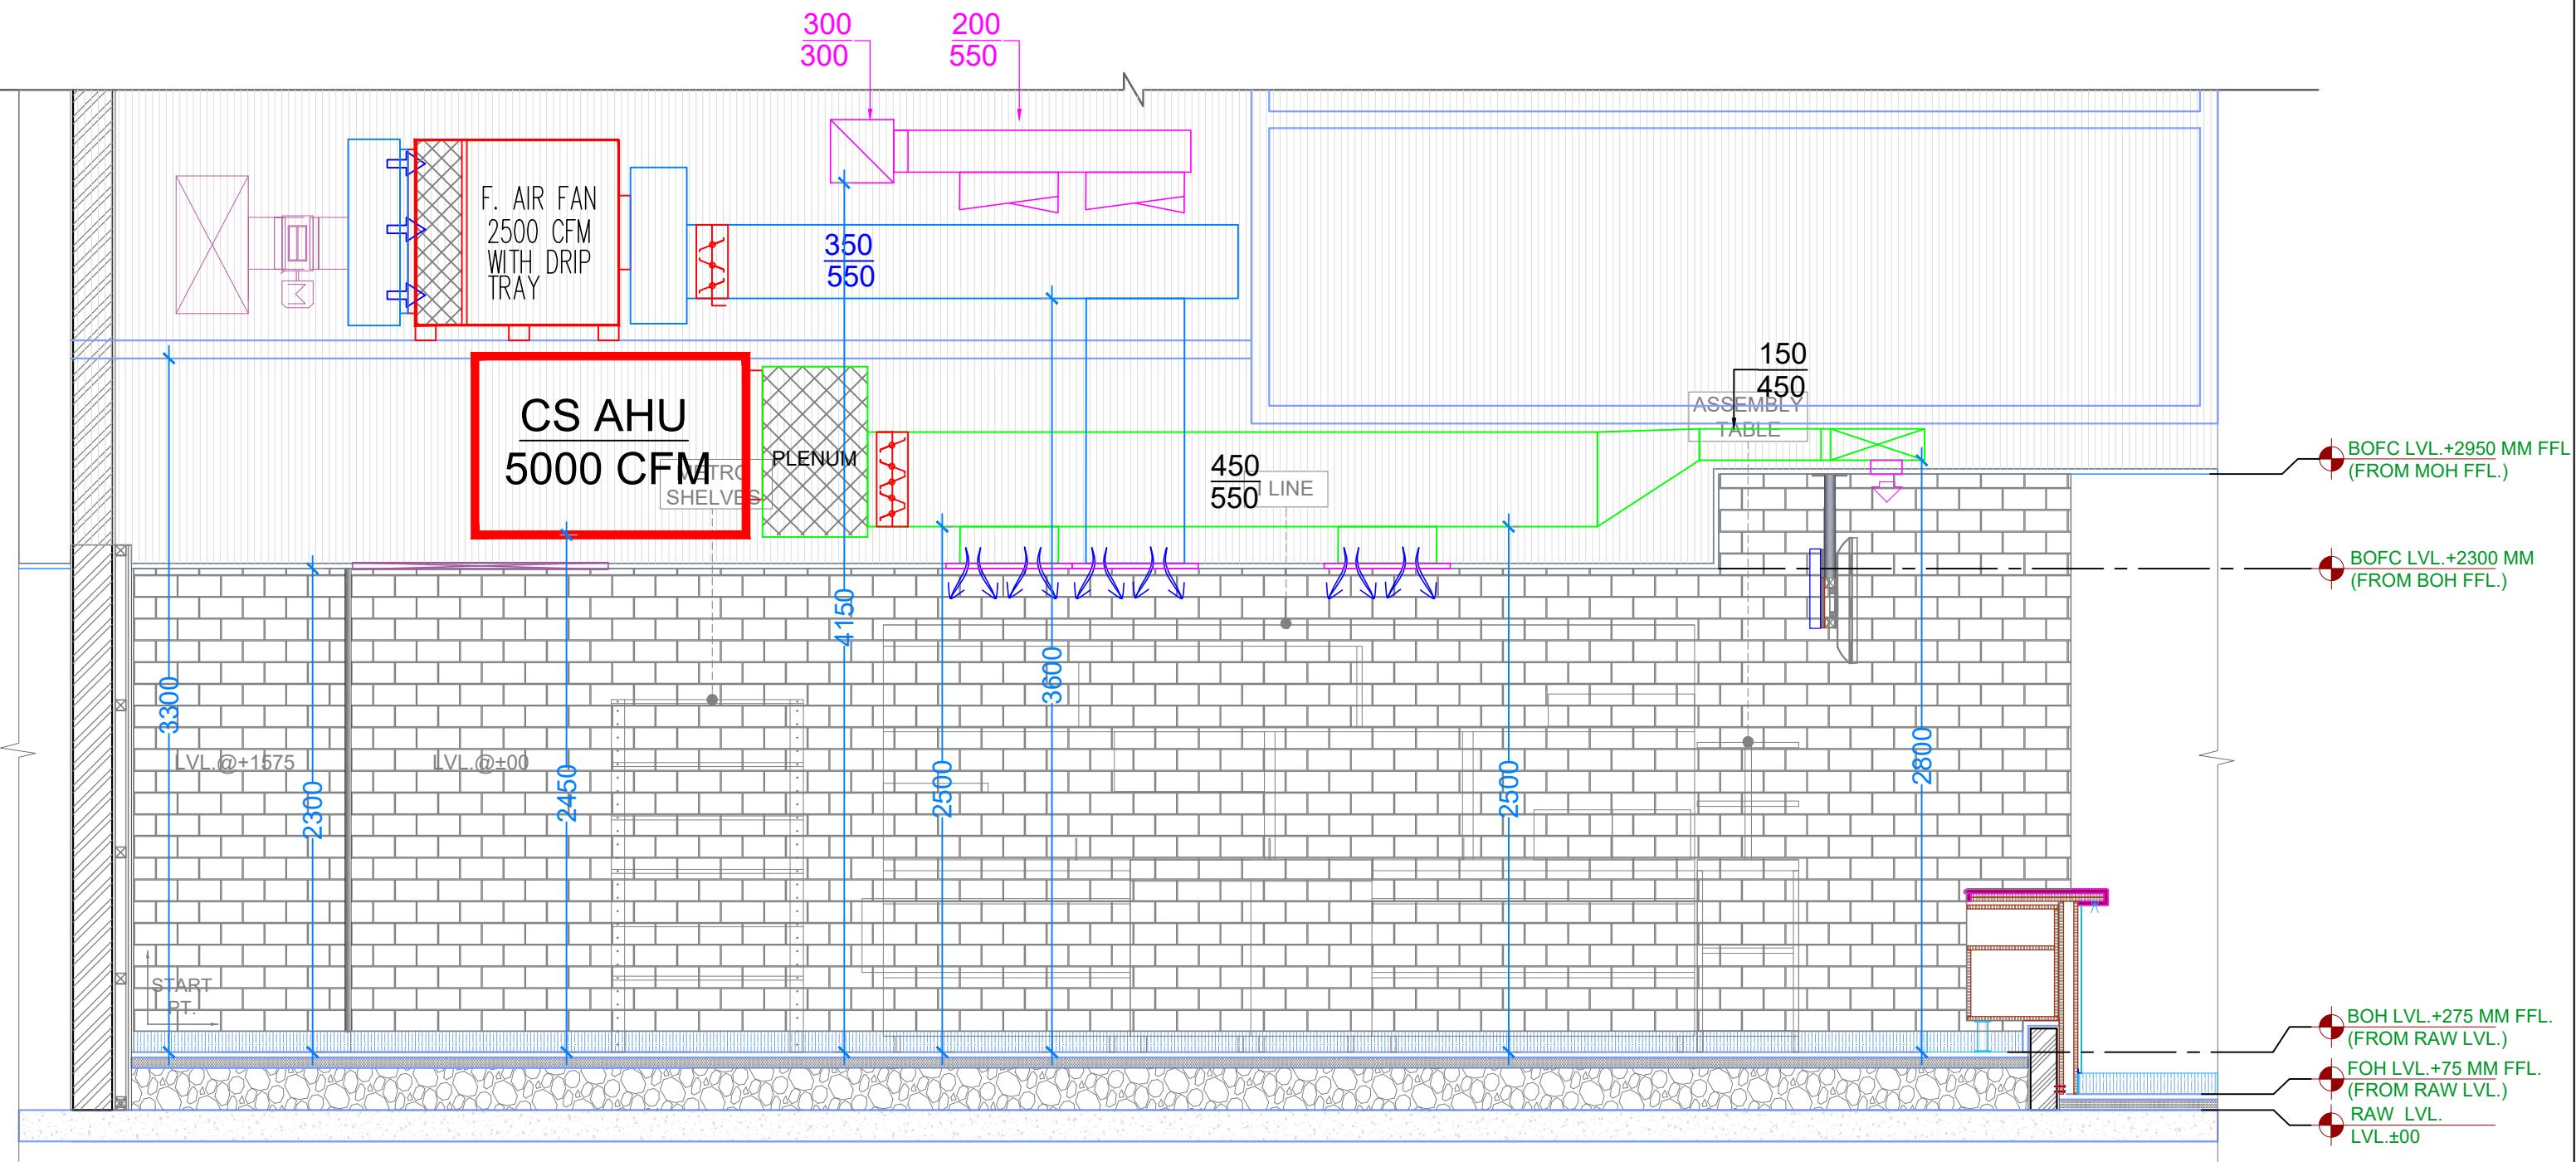 300
300
200
550
F. AIR FAN
2500 CFM
WITH DRIP
TRAY
350
550
CS AHU
5000 CFM
METRO
SHELVES
PLENUM
450
550
LINE
150
450
ASSEMBLY
TABLE
BOFC LVL.+2950 MM FFL
(FROM MOH FFL.)
BOFC LVL.+2300 MM
(FROM BOH FFL.)
3300
2300
2450
4150
2500
3600
2500
2800
LVL.@+1575
LVL.@±00
START
PT.
BOH LVL.+275 MM FFL.
(FROM RAW LVL.)
FOH LVL.+75 MM FFL.
(FROM RAW LVL.)
RAW LVL.
LVL.±00